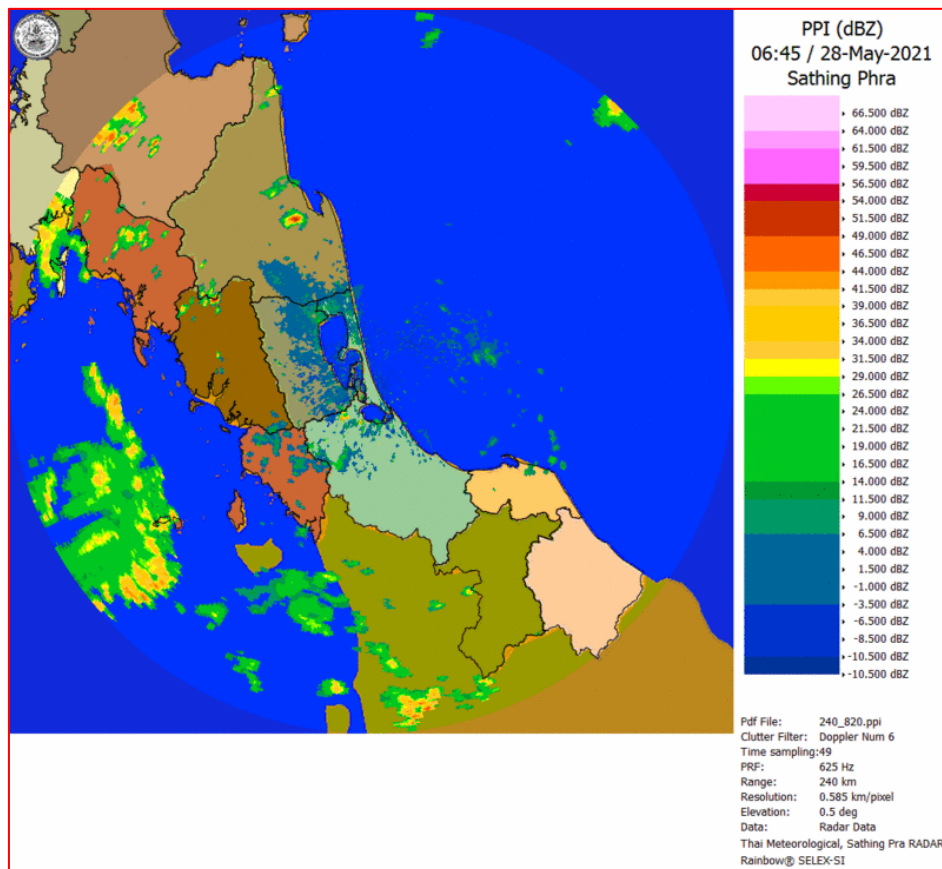 PPI (dBZ)
06:45 / 28-May-2021
Sathing Phra
66.500 dBZ
64.000 dBZ
61.500 dBZ
59.500 dBZ
56.500 dBZ
54.000 dBZ
51.500 dBZ
49.000 dBZ
46.500 dBZ
44.000 dBZ
41.500 dBZ
39.000 dBZ
36.500 dBZ
34.000 dBZ
31.500 dBZ
29.000 dBZ
26.500 dBZ
24.000 dBZ
21.500 dBZ
19.000 dBZ
16.500 dBZ
14.000 dBZ
11.500 dBZ
9.000 dBZ
6.500 dBZ
4.000 dBZ
1.500 dBZ
-1.000 dBZ
-3.500 dBZ
-6.500 dBZ
-8.500 dBZ
-10.500 dBZ
-10.500 dBZ
Pdf File: 240_820.ppi
Clutter Filter: Doppler Num 6
Time sampling:49
PRF: 625 Hz
Range: 240 km
Resolution: 0.585 km/pixel
Elevation: 0.5 deg
Data: Radar Data
Thai Meteorological, Sathing Pra RADAR
Rainbow® SELEX-SI